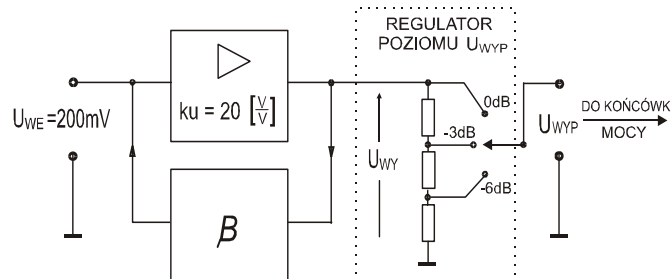 REGULATOR
POZIOMU UWYP
ku = 20 [V/V]
UWE =200mV
0dB
-3dB
-6dB
UWY
UWYP
DO KOŃCÓWK
MOCY
β